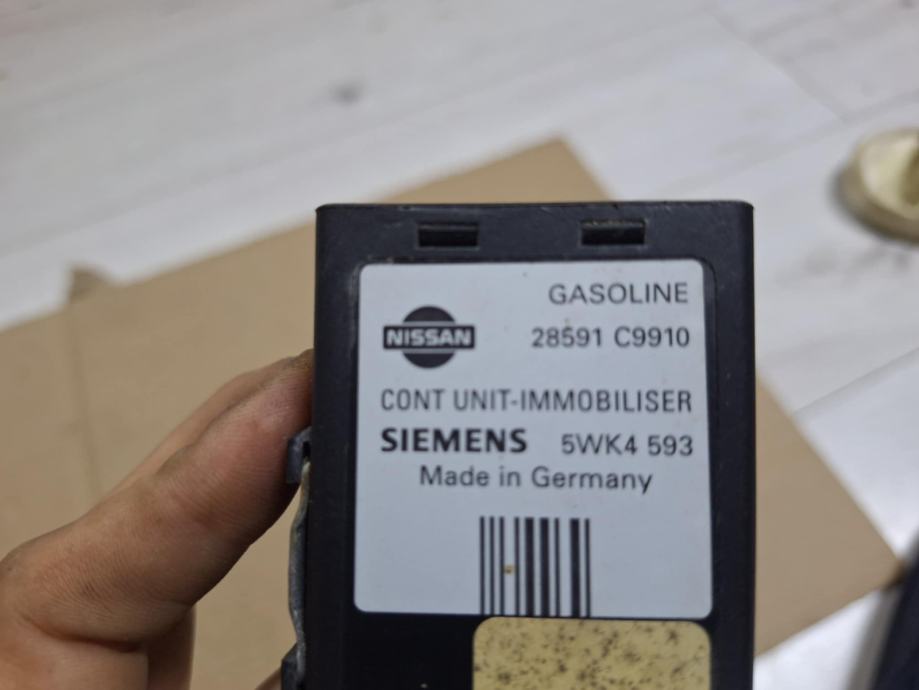 GASOLINE
NISSAN
28591 C9910
CONT UNIT-IMMOBILISER
SIEMENS 5WK4 593
Made in Germany